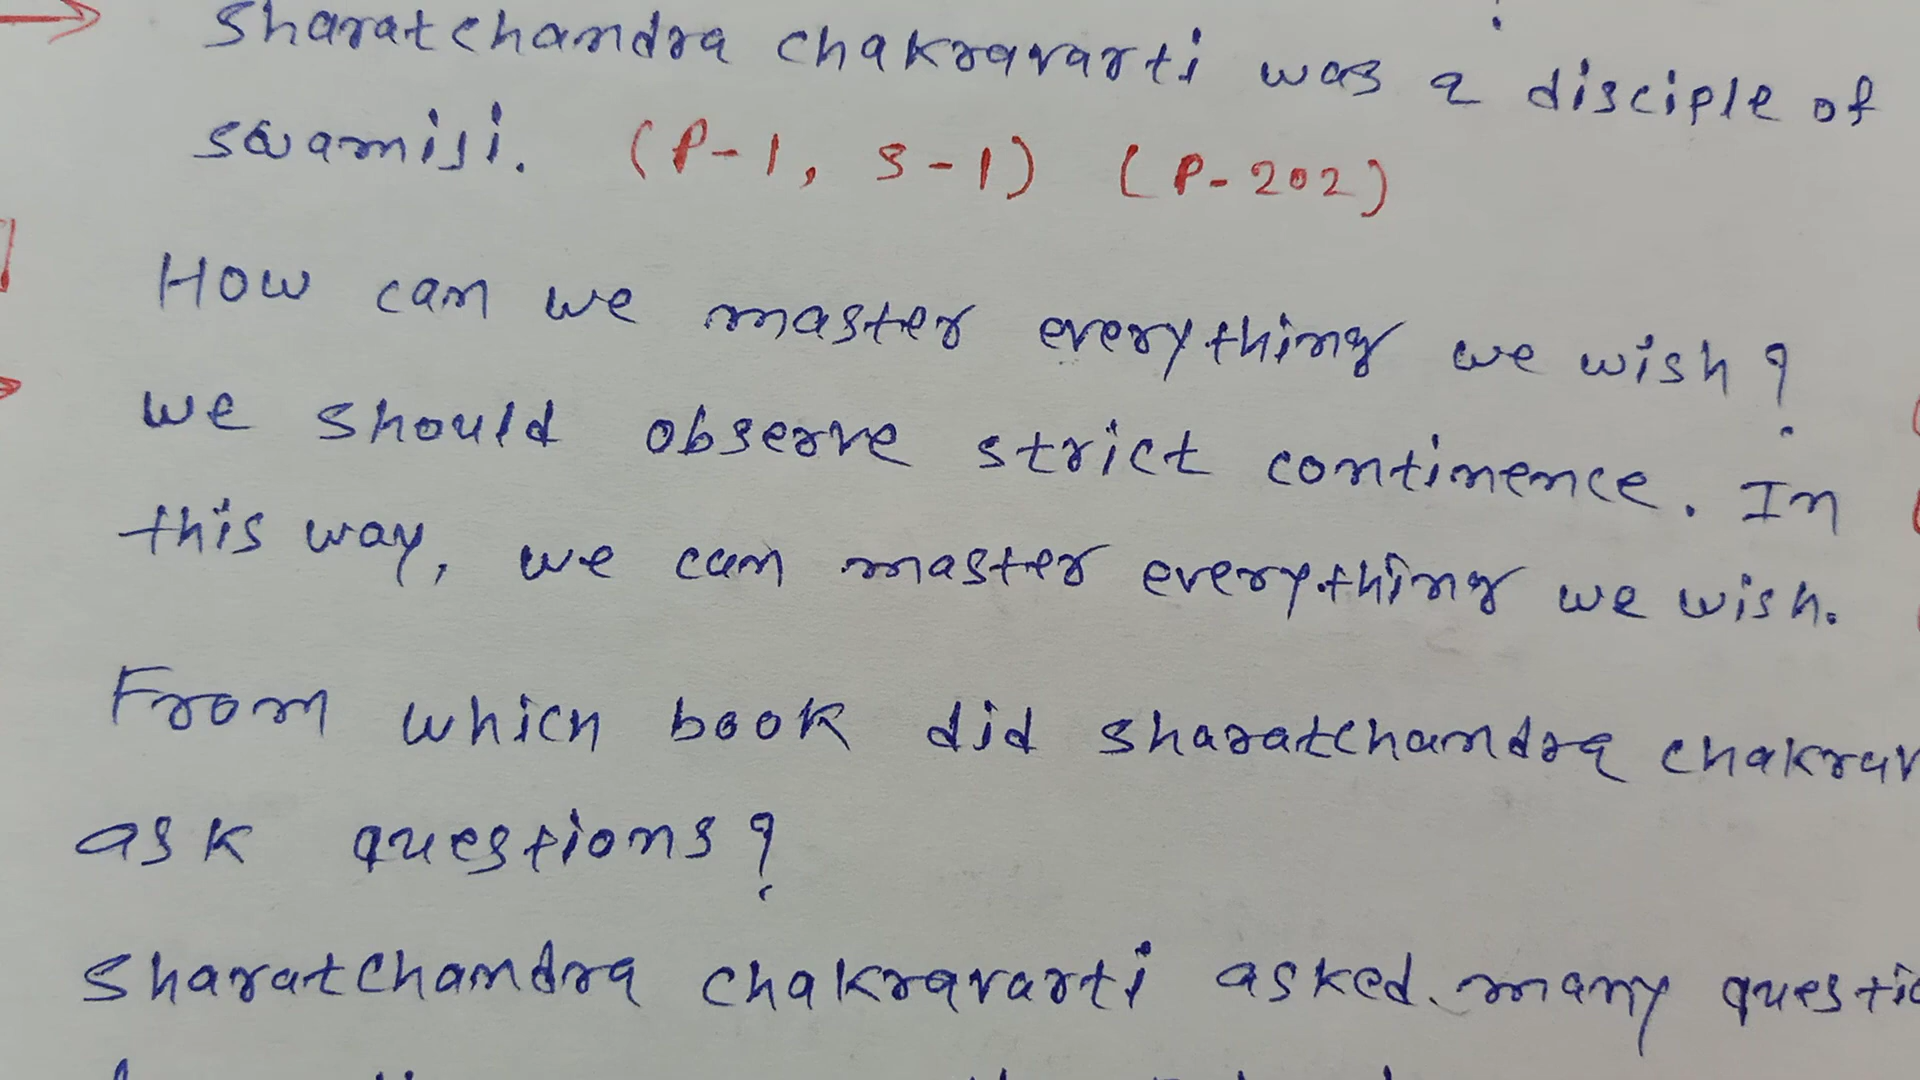 Sharatchandra Chakravarti was a disciple of
swamiji. (P-1, S-1) (P-202)
How can we master everything we wish?
We should observe strict continence. In
this way, we can master everything we wish.
From which book did Sharatchandra Chakrav
ask questions?
Sharatchandra Chakravarti asked many questio